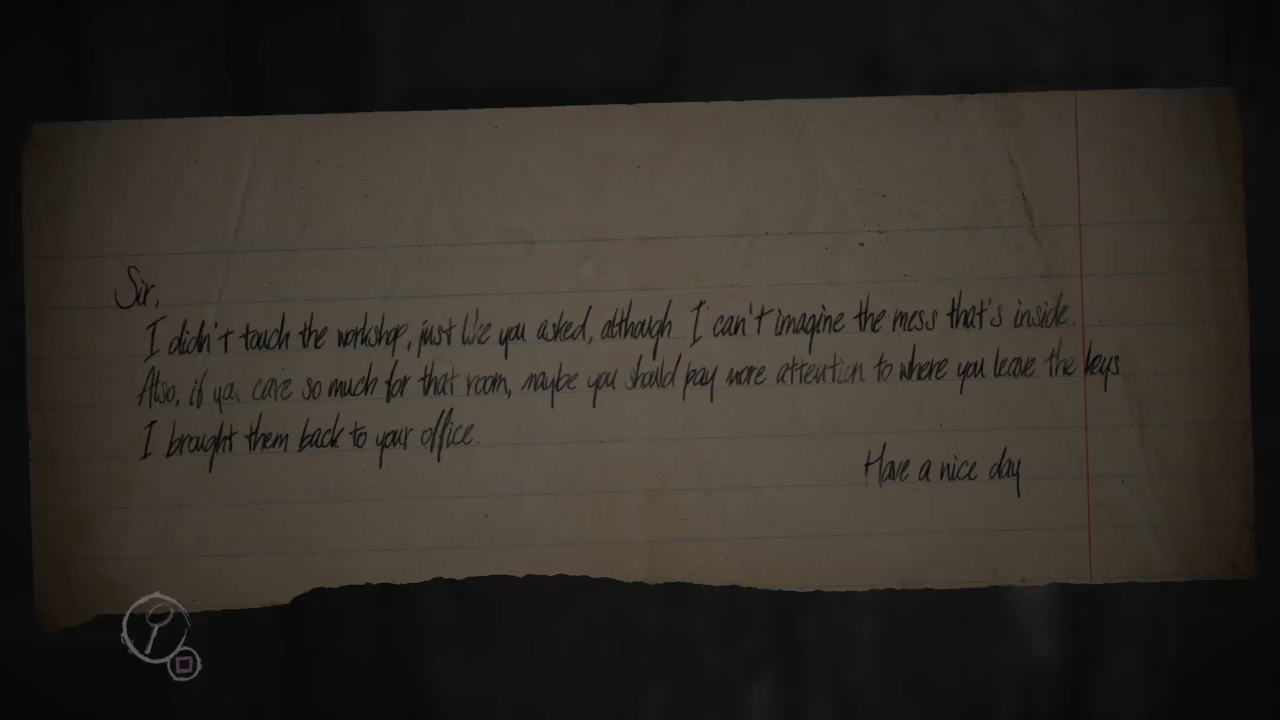 Sir,
I didn't touch the workshop, just like you asked, although I can't imagine the mess that's inside.
Also, if you care so much for that room, maybe you should pay more attention to where you leave the keys.
I brought them back to your office.
Have a nice day